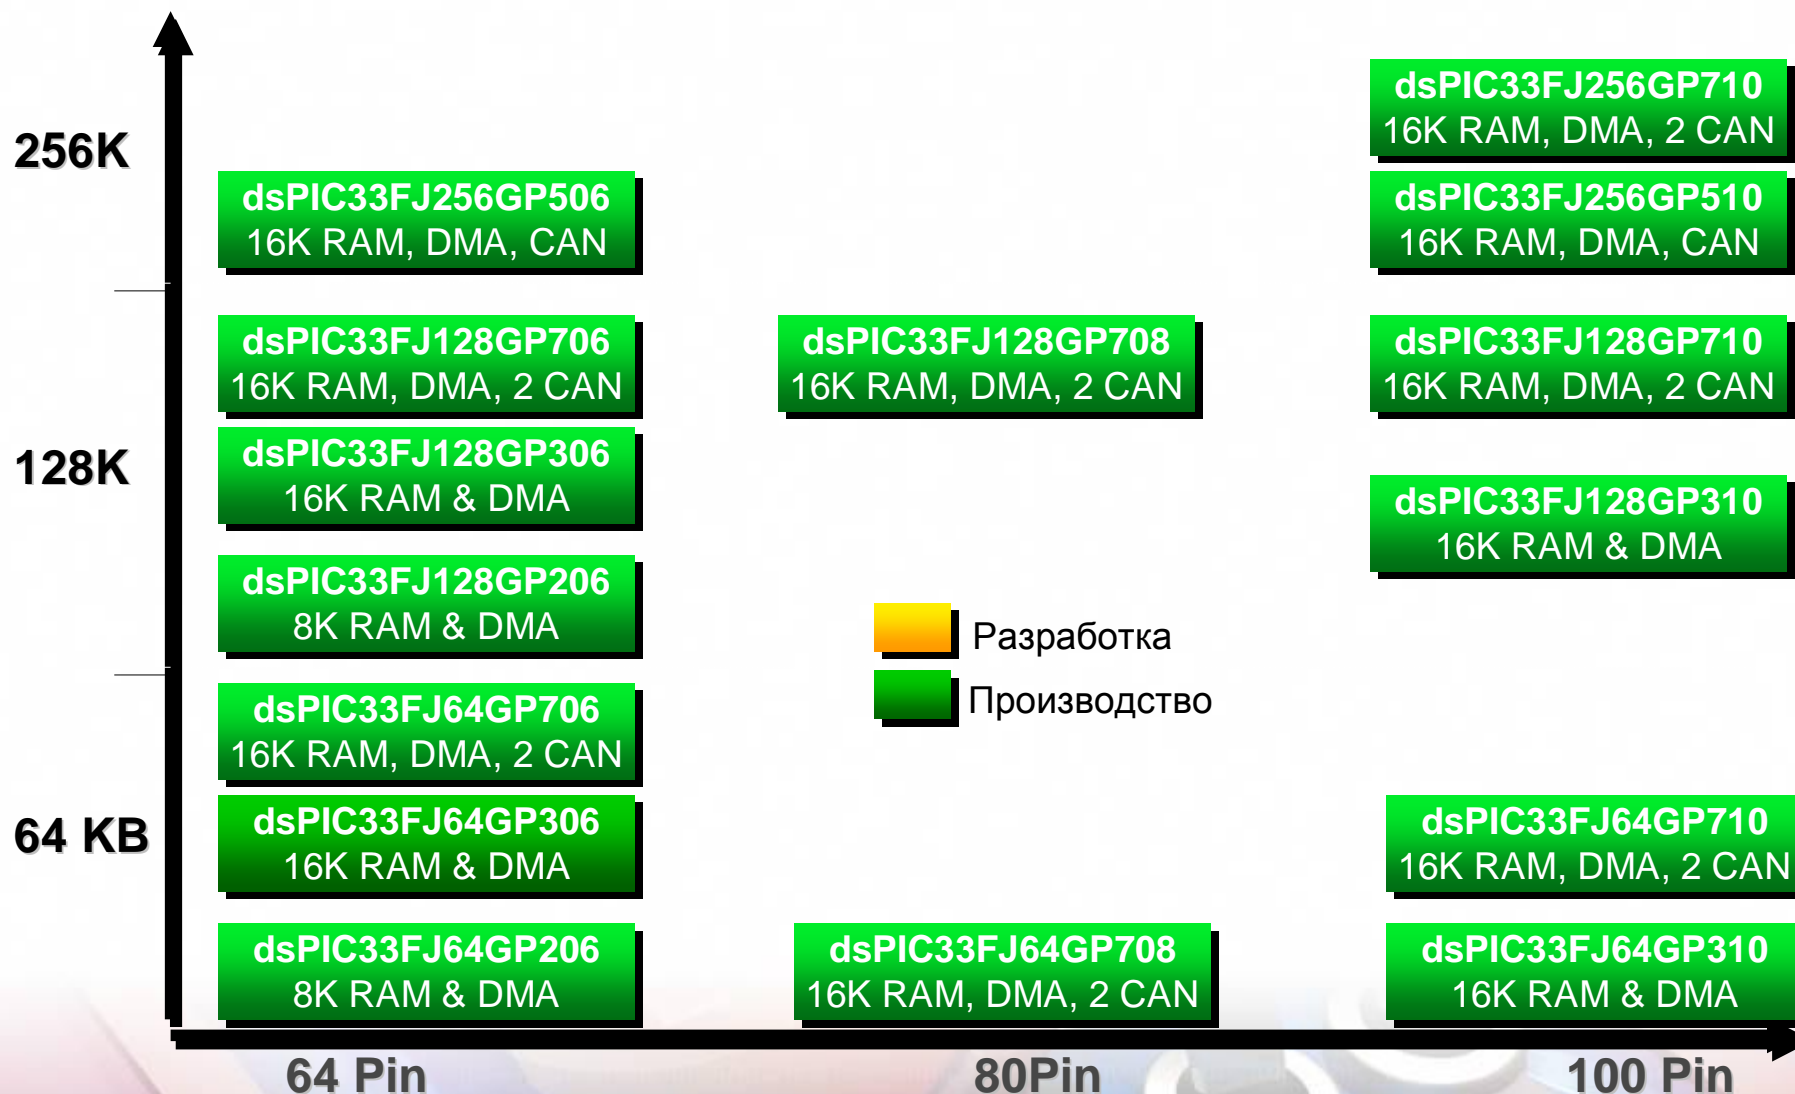 256K
dsPIC33FJ256GP710
16K RAM, DMA, 2 CAN
dsPIC33FJ256GP506
16K RAM, DMA, CAN
dsPIC33FJ256GP510
16K RAM, DMA, CAN
dsPIC33FJ128GP706
16K RAM, DMA, 2 CAN
dsPIC33FJ128GP708
16K RAM, DMA, 2 CAN
dsPIC33FJ128GP710
16K RAM, DMA, 2 CAN
128K
dsPIC33FJ128GP306
16K RAM & DMA
dsPIC33FJ128GP310
16K RAM & DMA
dsPIC33FJ128GP206
8K RAM & DMA
Разработка
Производство
dsPIC33FJ64GP706
16K RAM, DMA, 2 CAN
64 KB
dsPIC33FJ64GP306
16K RAM & DMA
dsPIC33FJ64GP710
16K RAM, DMA, 2 CAN
dsPIC33FJ64GP206
8K RAM & DMA
dsPIC33FJ64GP708
16K RAM, DMA, 2 CAN
dsPIC33FJ64GP310
16K RAM & DMA
64 Pin
80Pin
100 Pin